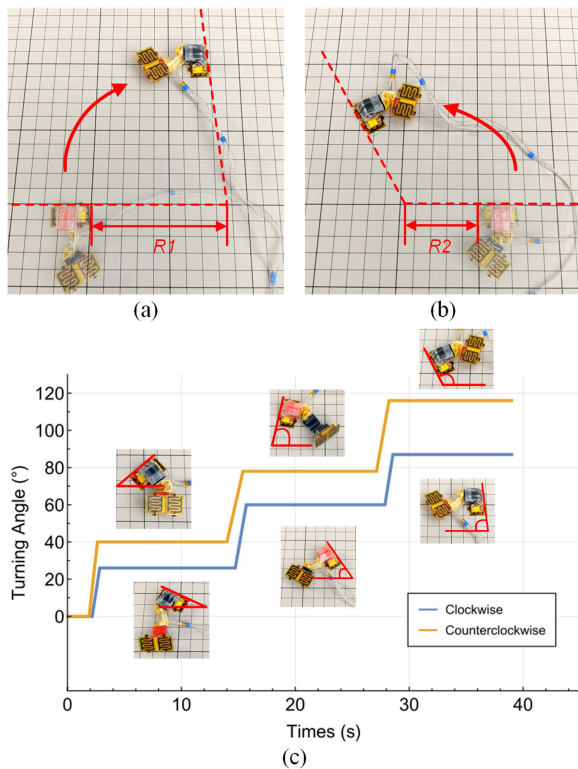 R1
R2
(a)
(b)
Turning Angle (°)
120
100
80
60
40
20
0
Clockwise
Counterclockwise
0
10
20
30
40
Times (s)
(c)